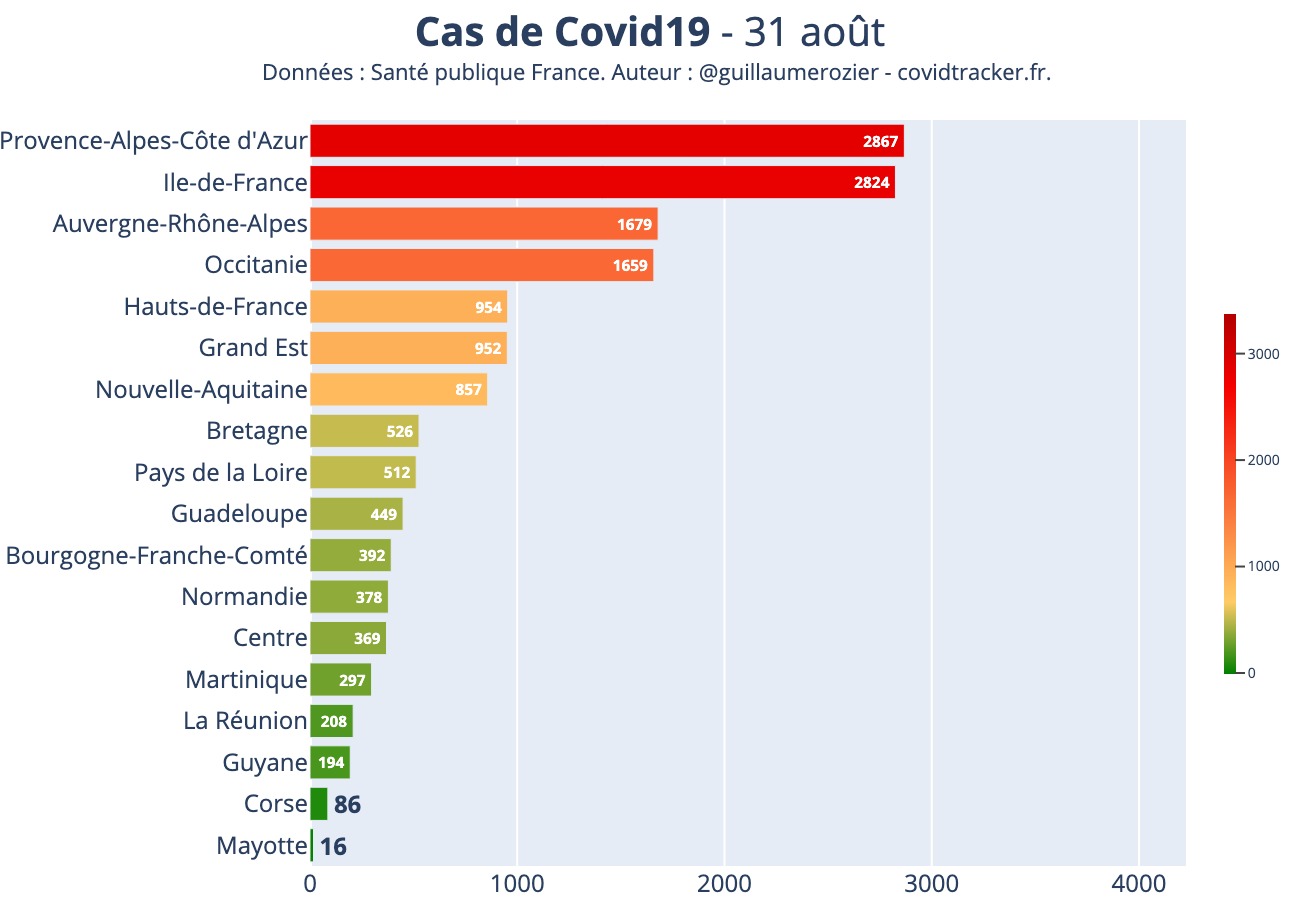 Cas de Covid19 - 31 août
Données : Santé publique France. Auteur : @guillaumerozier - covidtracker.fr.
Provence-Alpes-Côte d'Azur 2867
Ile-de-France 2824
Auvergne-Rhône-Alpes 1679
Occitanie 1659
Hauts-de-France 954
Grand Est 952
Nouvelle-Aquitaine 857
Bretagne 526
Pays de la Loire 512
Guadeloupe 449
Bourgogne-Franche-Comté 392
Normandie 378
Centre 369
Martinique 297
La Réunion 208
Guyane 194
Corse 86
Mayotte 16
0 1000 2000 3000 4000
3000
2000
1000
0